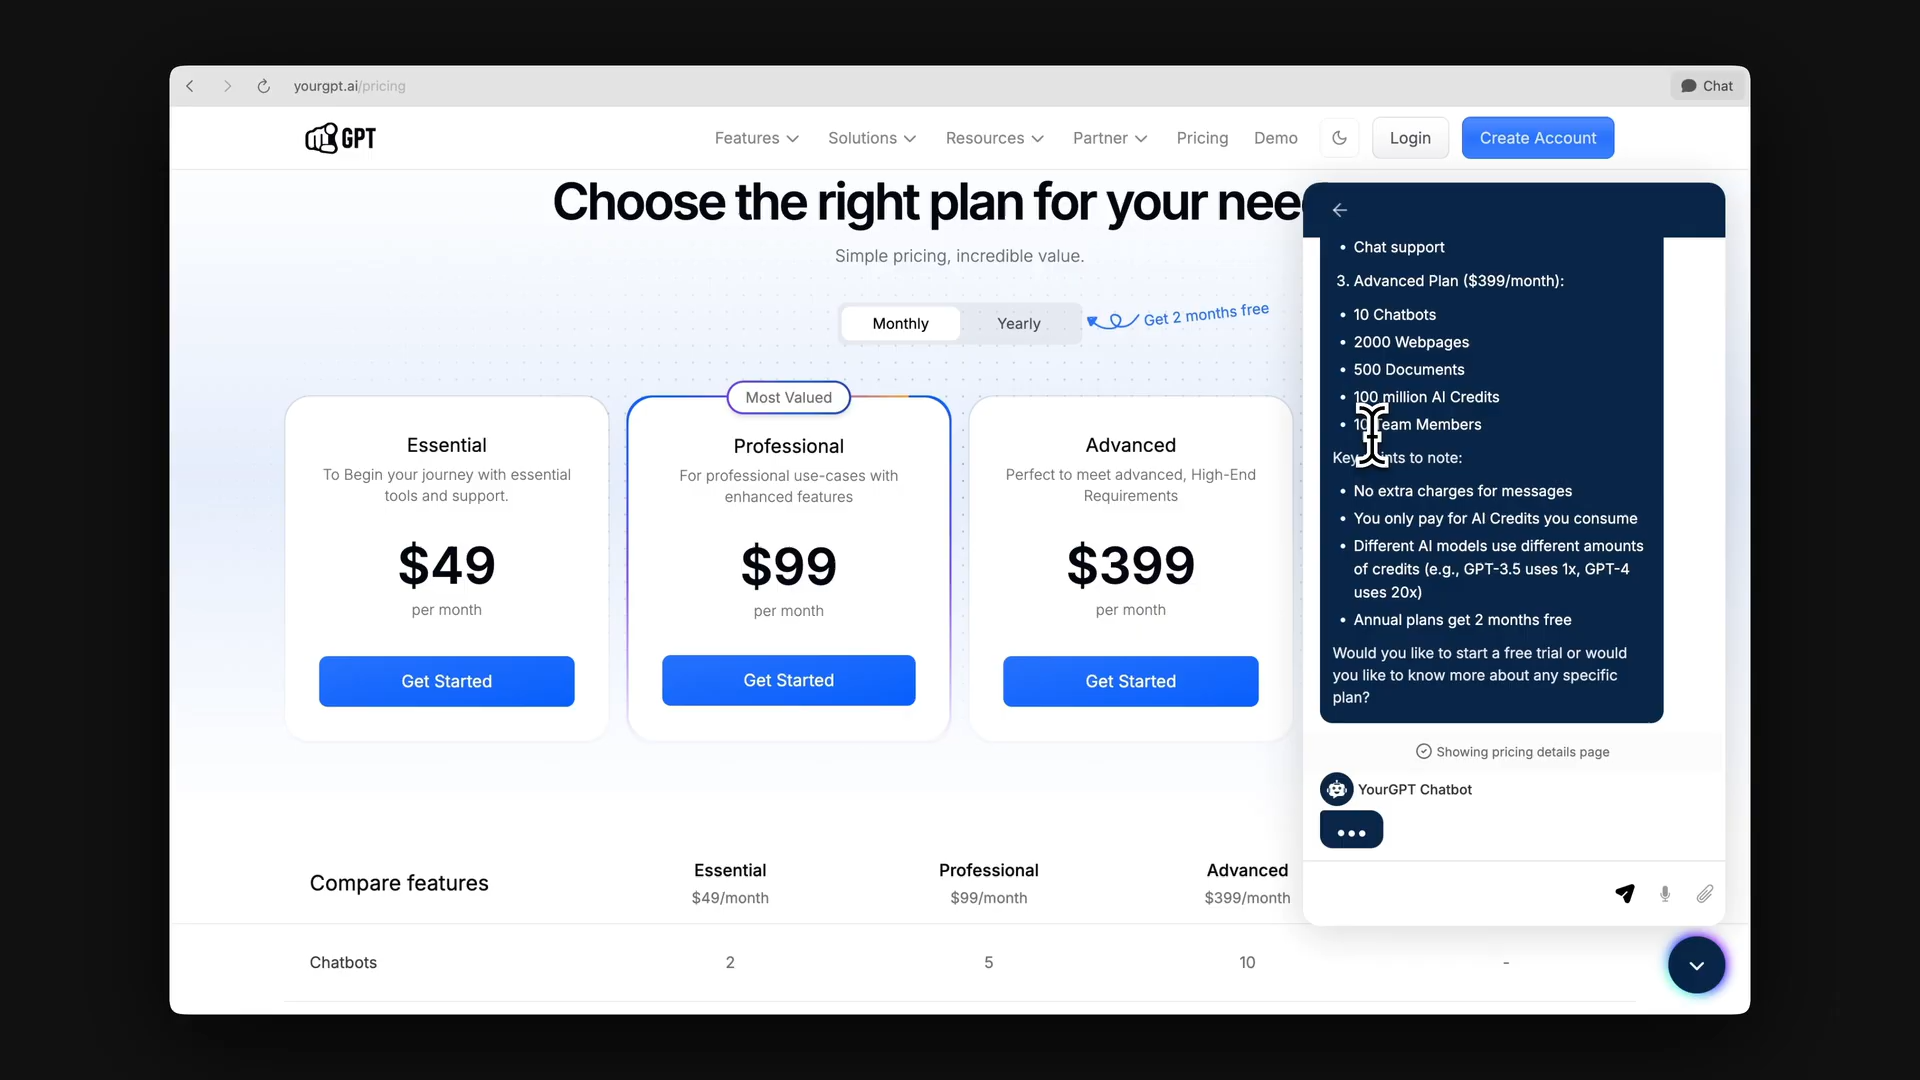 yourgpt.ai/pricing
Chat
GPT
Features
Solutions
Resources
Partner
Pricing
Demo
Login
Create Account
Choose the right plan for your nee
Simple pricing, incredible value.
Monthly
Yearly
Get 2 months free
Most Valued
Essential
To Begin your journey with essential
tools and support.
$49
per month
Get Started
Professional
For professional use-cases with
enhanced features
$99
per month
Get Started
Advanced
Perfect to meet advanced, High-End
Requirements
$399
per month
Get Started
Compare features
Essential
$49/month
Professional
$99/month
Advanced
$399/month
Chatbots
2
5
10
-
• Chat support
3. Advanced Plan ($399/month):
• 10 Chatbots
• 2000 Webpages
• 500 Documents
• 100 million AI Credits
• 10 Team Members
Key to note:
• No extra charges for messages
• You only pay for AI Credits you consume
• Different AI models use different amounts
of credits (e.g., GPT-3.5 uses 1x, GPT-4
uses 20x)
• Annual plans get 2 months free
Would you like to start a free trial or would
you like to know more about any specific
plan?
Showing pricing details page
YourGPT Chatbot